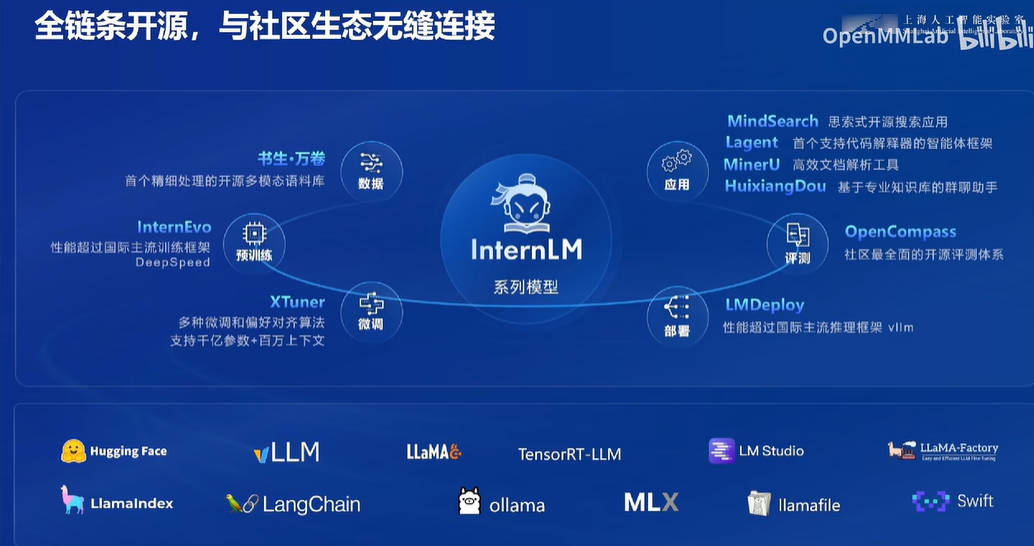 全链条开源，与社区生态无缝连接
上海人工智能实验室
OpenMMLab bilibili
书生·万卷
首个精细处理的开源多模态语料库
数据
InternEvo
性能超过国际主流训练框架
DeepSpeed
预训练
XTuner
多种微调和偏好对齐算法
支持千亿参数+百万上下文
微调
InternLM
系列模型
MindSearch 思索式开源搜索应用
Lagent 首个支持代码解释器的智能体框架
MinerU 高效文档解析工具
HuixiangDou 基于专业知识库的群聊助手
应用
OpenCompass
社区最全面的开源评测体系
评测
LMDeploy
性能超过国际主流推理框架 vllm
部署
Hugging Face
vLLM
LLaMA
TensorRT-LLM
LM Studio
LLaMA-Factory
Easy and Efficient LLM Fine-Tuning
LlamaIndex
LangChain
ollama
MLX
llamafile
Swift